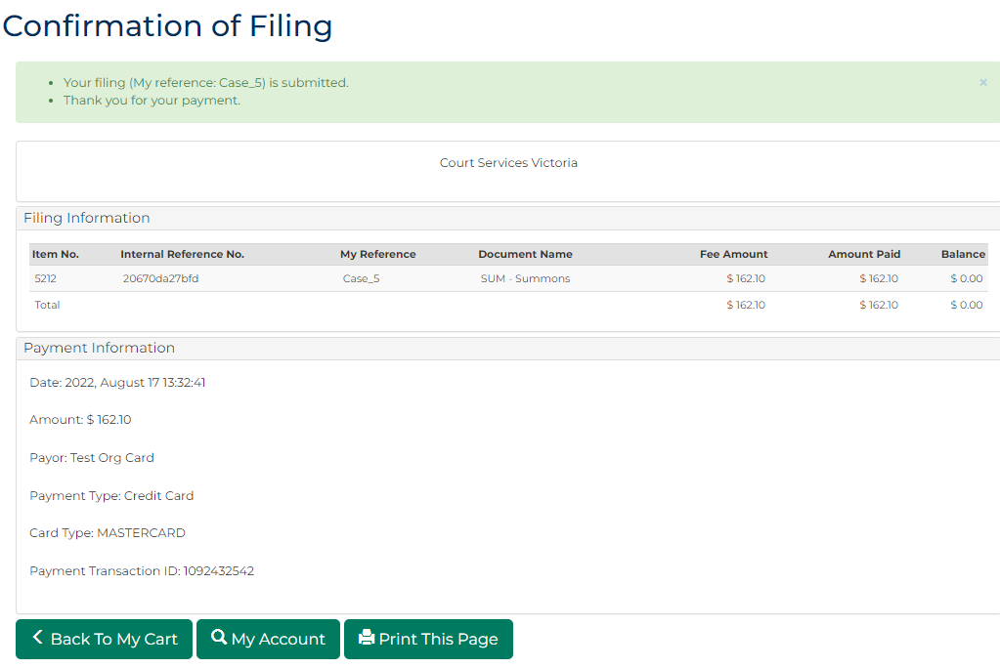 Confirmation of Filing
Your filing (My reference: Case_5) is submitted.
×
Thank you for your payment.
Court Services Victoria
Filing Information
Item No. Internal Reference No. My Reference Document Name Fee Amount Amount Paid Balance
5212 20670da27bfd Case_5 SUM - Summons $ 162.10 $ 162.10 $ 0.00
Total $ 162.10 $ 162.10 $ 0.00
Payment Information
Date: 2022, August 17 13:32:41
Amount: $ 162.10
Payor: Test Org Card
Payment Type: Credit Card
Card Type: MASTERCARD
Payment Transaction ID: 1092432542
Back To My Cart My Account Print This Page